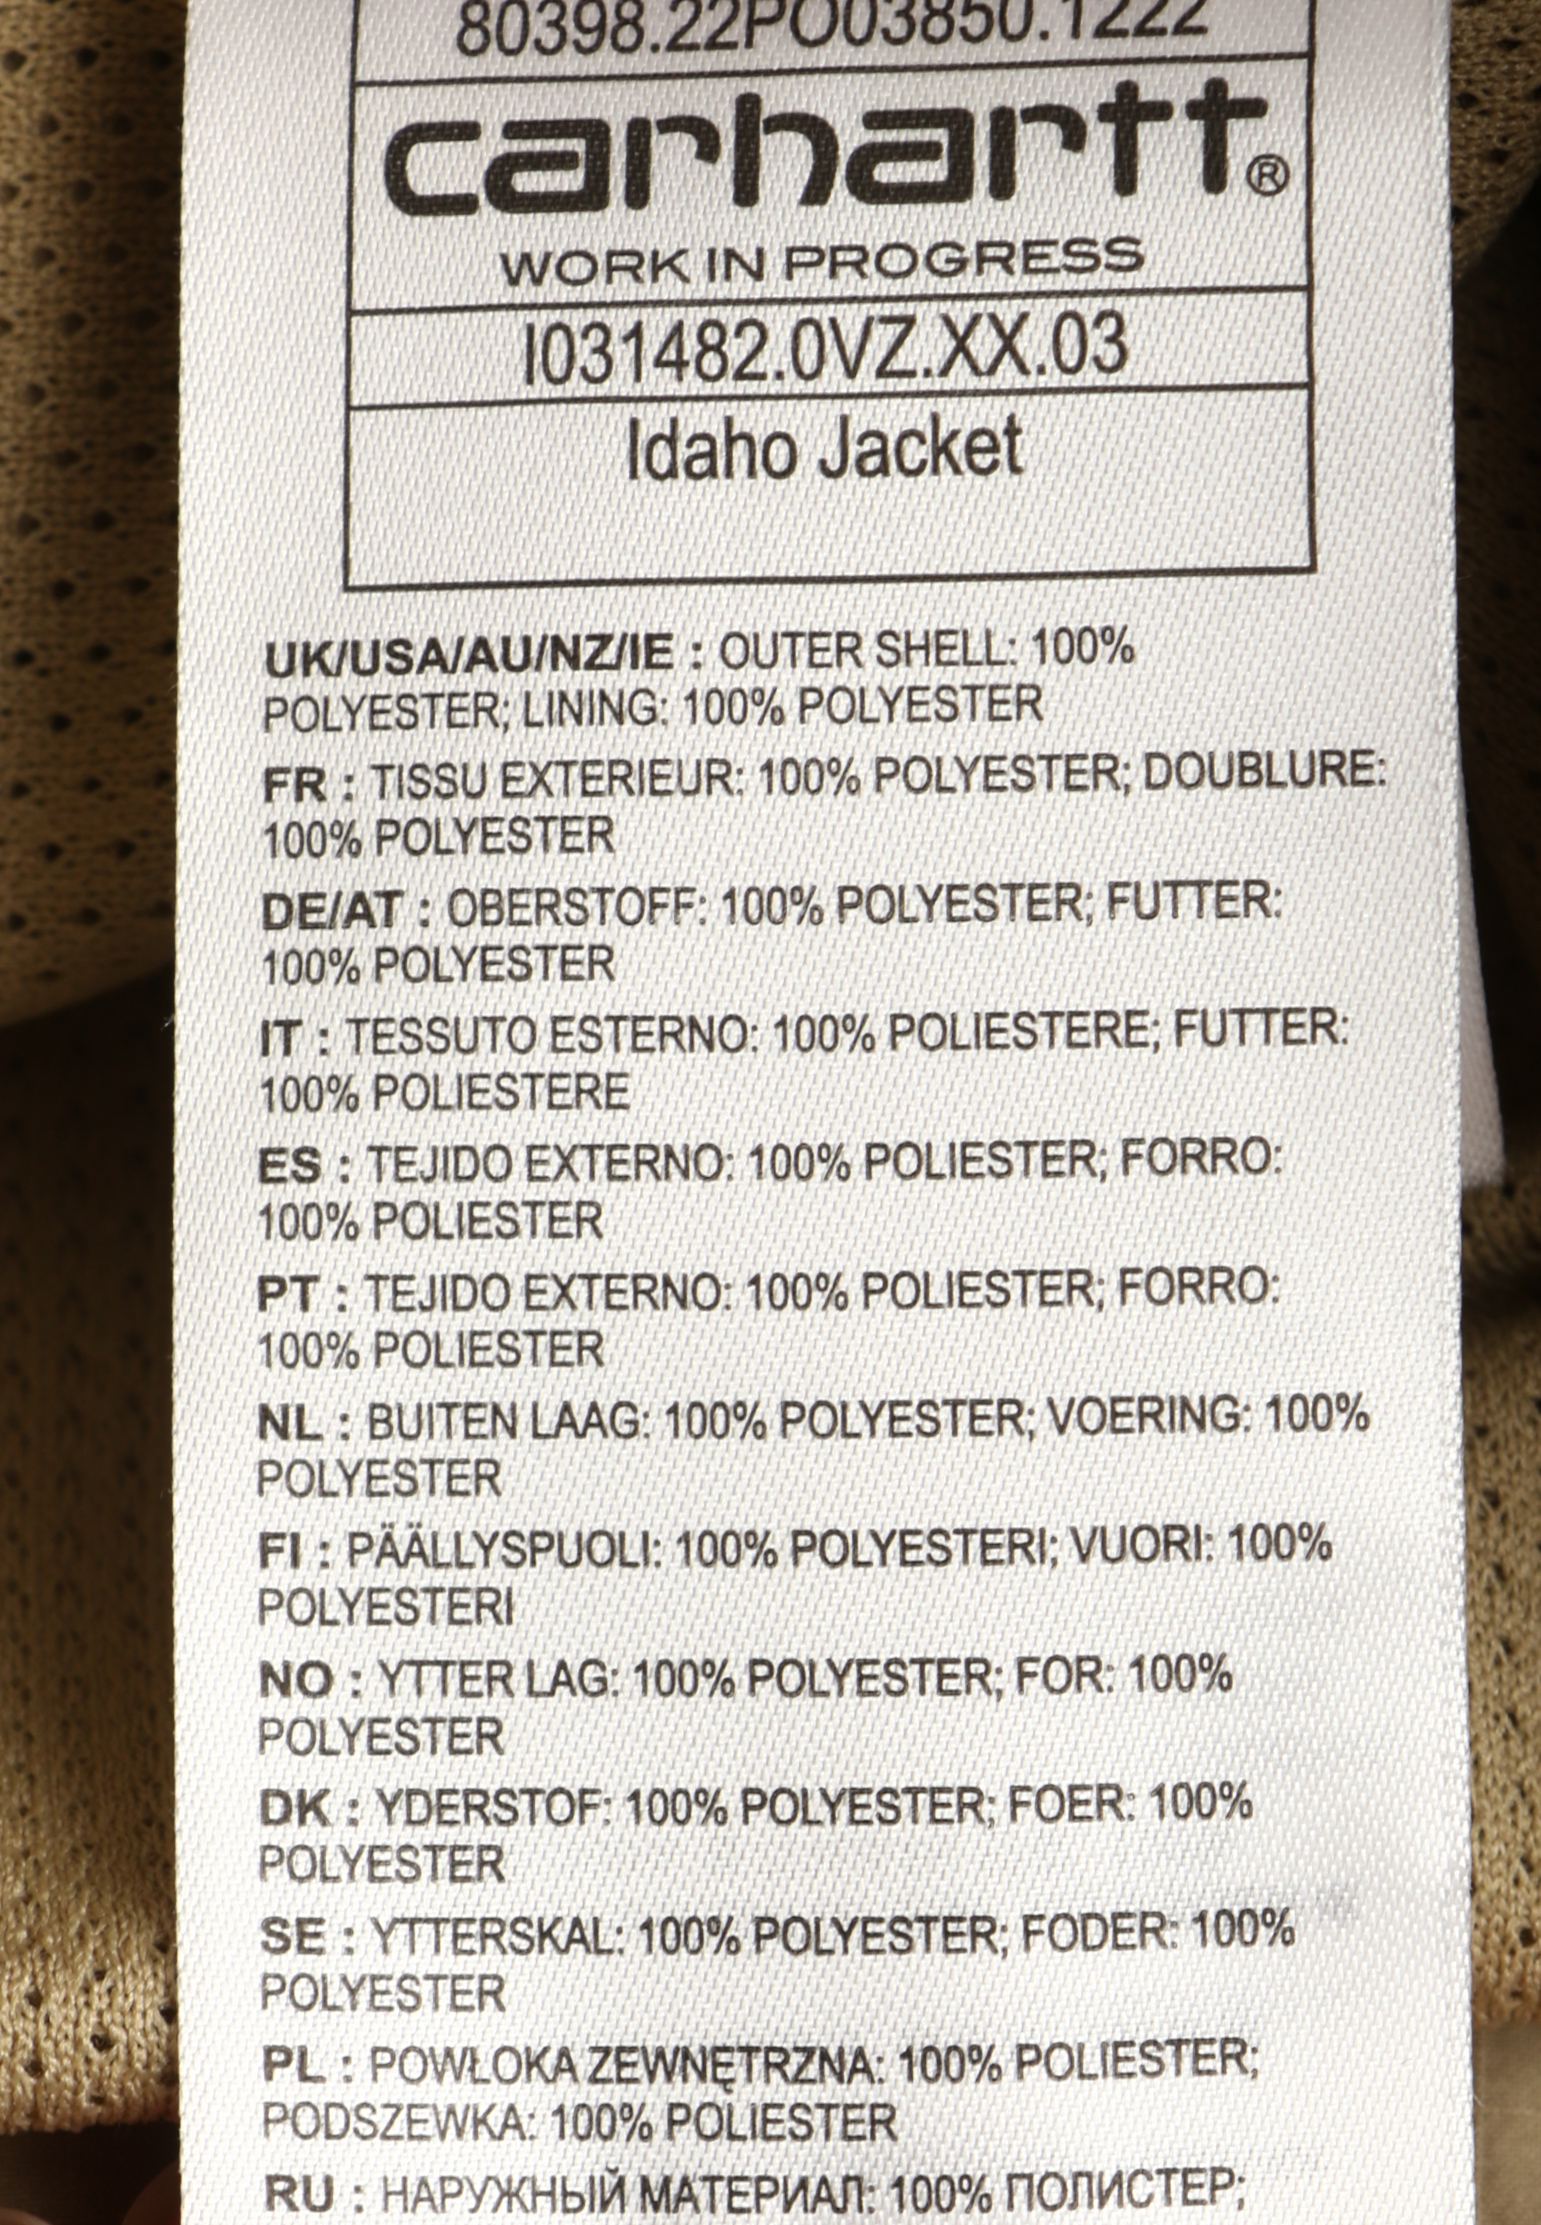 80398.22PO03850.1222
carhartt®
WORK IN PROGRESS
I031482.0VZ.XX.03
Idaho Jacket
UK/USA/AU/NZ/IE : OUTER SHELL: 100%
POLYESTER; LINING: 100% POLYESTER
FR : TISSU EXTERIEUR: 100% POLYESTER; DOUBLURE:
100% POLYESTER
DE/AT : OBERSTOFF: 100% POLYESTER; FUTTER:
100% POLYESTER
IT : TESSUTO ESTERNO: 100% POLIESTERE; FUTTER:
100% POLIESTERE
ES : TEJIDO EXTERNO: 100% POLIESTER; FORRO:
100% POLIESTER
PT : TEJIDO EXTERNO: 100% POLIESTER; FORRO:
100% POLIESTER
NL : BUITEN LAAG: 100% POLYESTER; VOERING: 100%
POLYESTER
FI : PÄÄLLYSPUOLI: 100% POLYESTERI; VUORI: 100%
POLYESTERI
NO : YTTER LAG: 100% POLYESTER; FOR: 100%
POLYESTER
DK : YDERSTOF: 100% POLYESTER; FOER: 100%
POLYESTER
SE : YTTERSKAL: 100% POLYESTER; FODER: 100%
POLYESTER
PL : POWŁOKA ZEWNĘTRZNA: 100% POLIESTER;
PODSZEWKA: 100% POLIESTER
RU : НАРУЖНЫЙ МАТЕРИАЛ: 100% ПОЛИСТЕР;